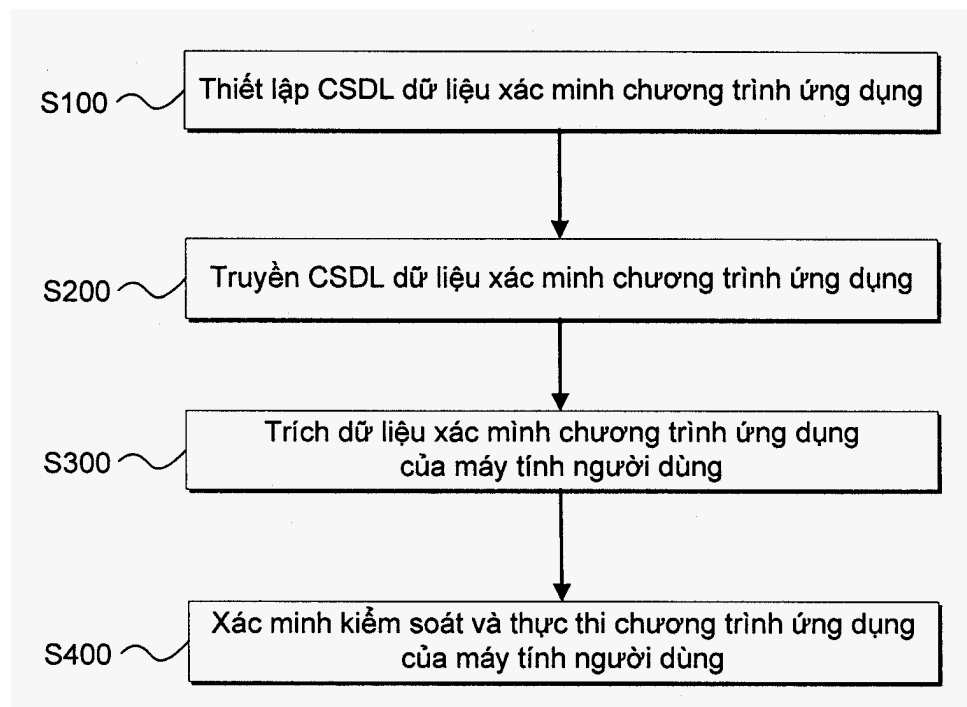 S100 Thiết lập CSDL dữ liệu xác minh chương trình ứng dụng
S200 Truyền CSDL dữ liệu xác minh chương trình ứng dụng
S300 Trích dữ liệu xác mình chương trình ứng dụng
của máy tính người dùng
S400 Xác minh kiểm soát và thực thi chương trình ứng dụng
của máy tính người dùng